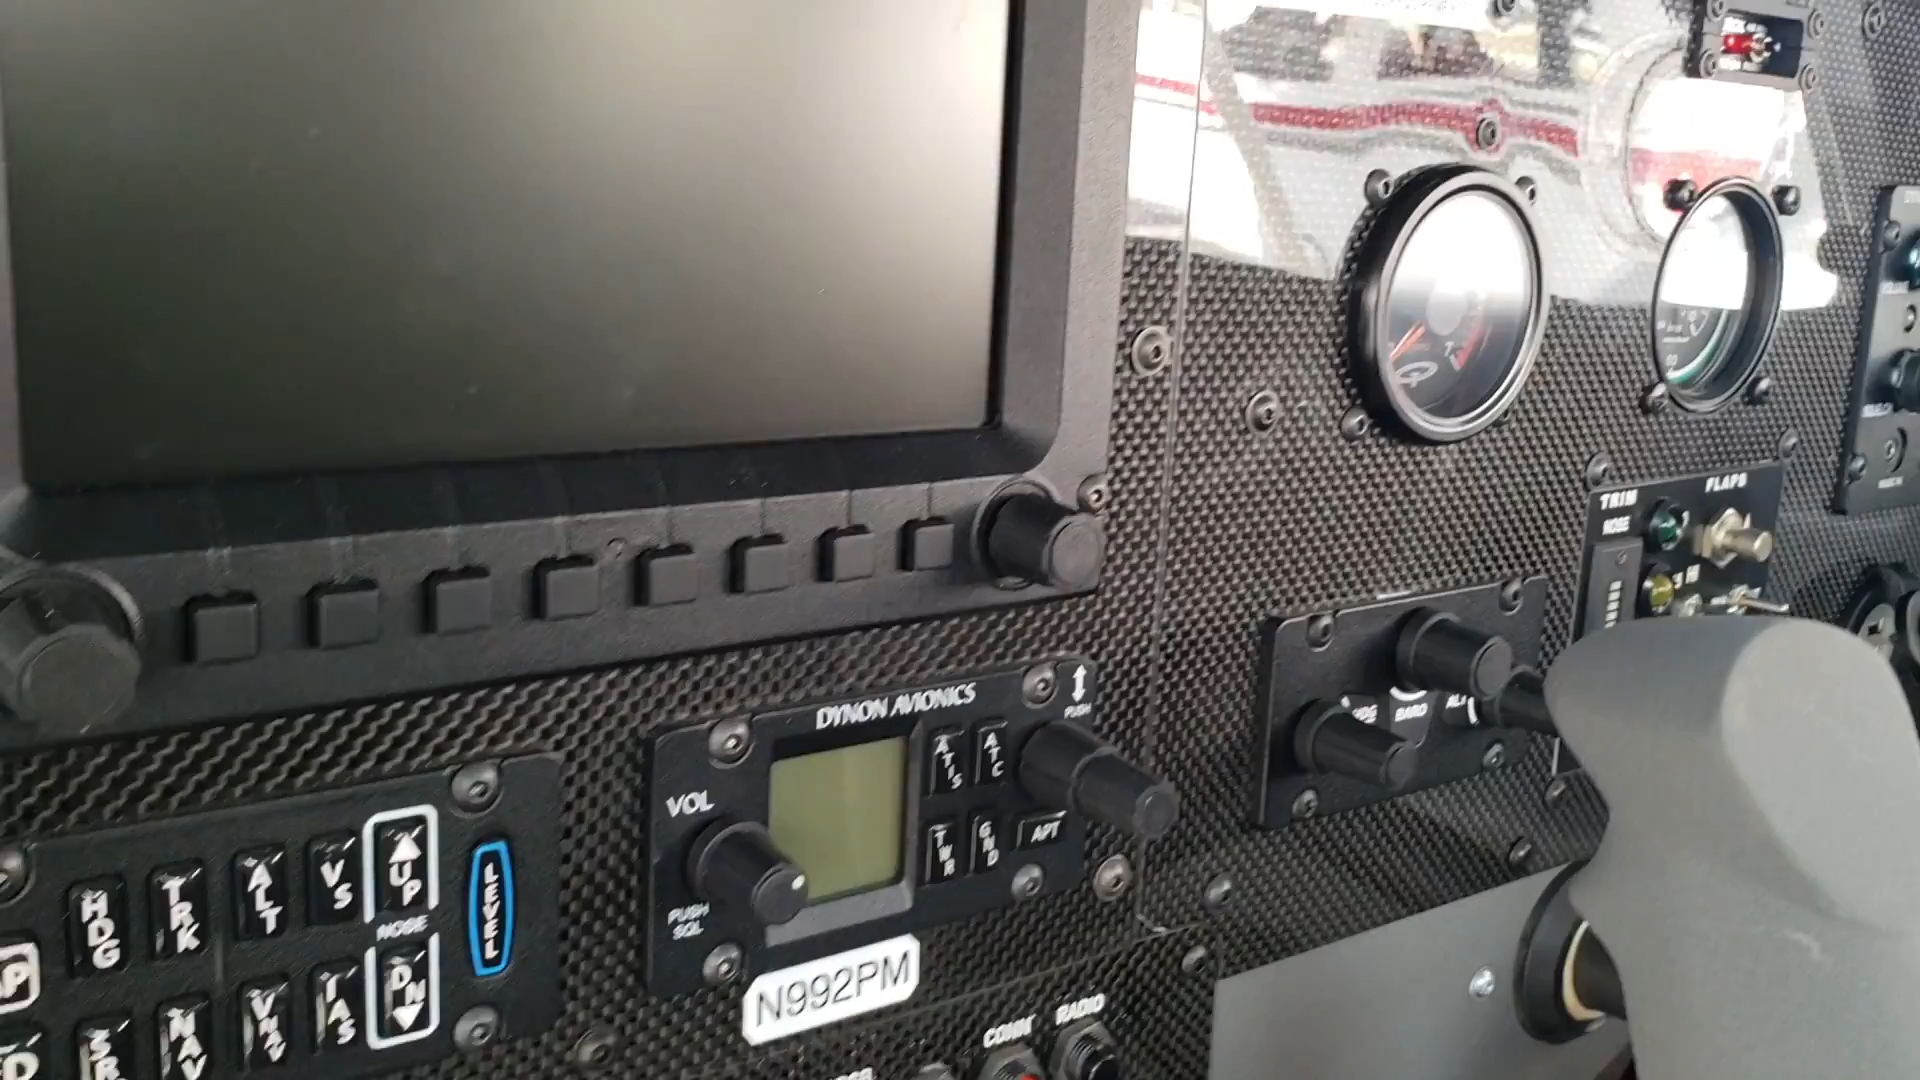 DYNON AVIONICS
PUSH
VOL
ATIS
ATC
TWR
GND
APT
PUSH
SQL
N992PM
HDG
TRK
ALT
VS
UP
NOSE
DN
LEVEL
NAV
VNAV
IAS
COMM
RADIO
BARO
ALT
TRIM
NOSE
FLAPS